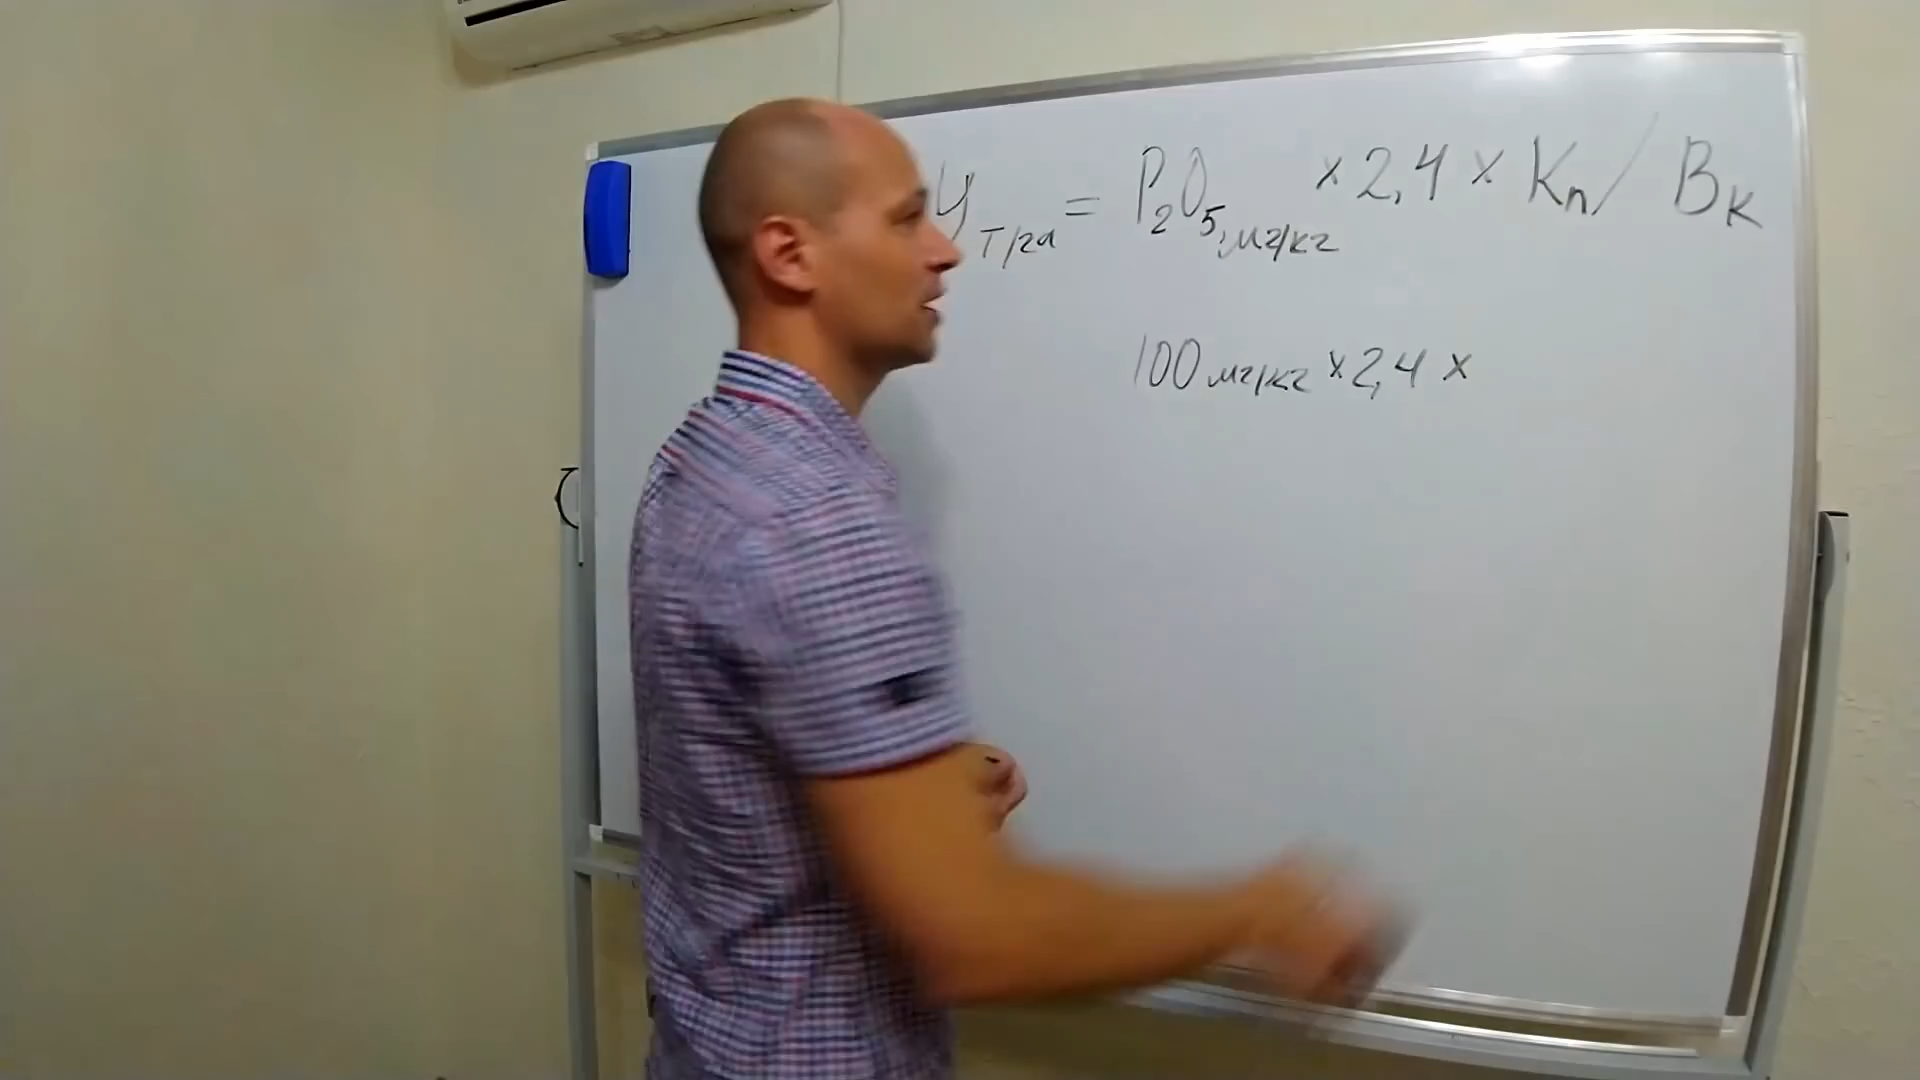 У т/га = P₂O₅, мг/кг × 2,4 × Kп / Bк
100 мг/кг × 2,4 ×